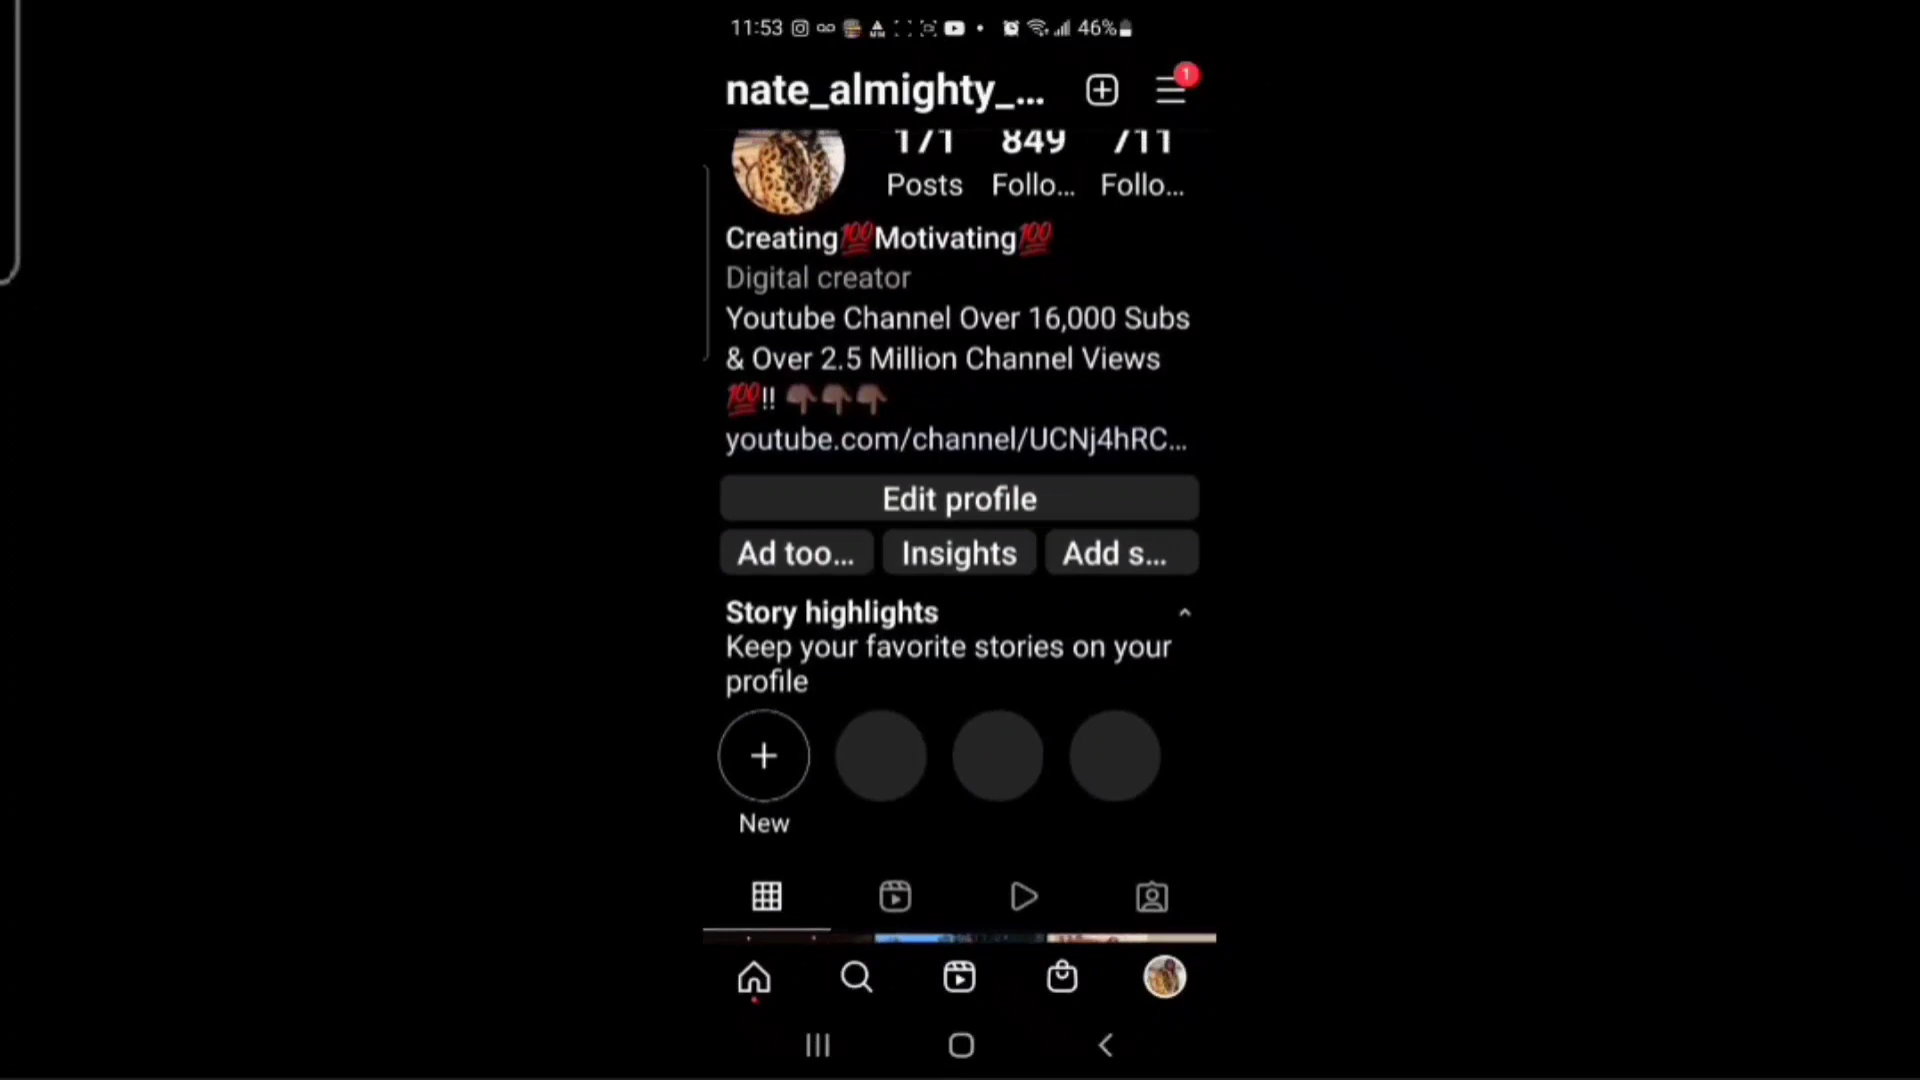 11:53 46%
nate_almighty_... 1
171 849 711
Posts Follo... Follo...
Creating💯Motivating💯
Digital creator
Youtube Channel Over 16,000 Subs
& Over 2.5 Million Channel Views
💯!! 👇🏿👇🏿👇🏿
youtube.com/channel/UCNj4hRC...
Edit profile
Ad too... Insights Add s...
Story highlights
Keep your favorite stories on your
profile
New